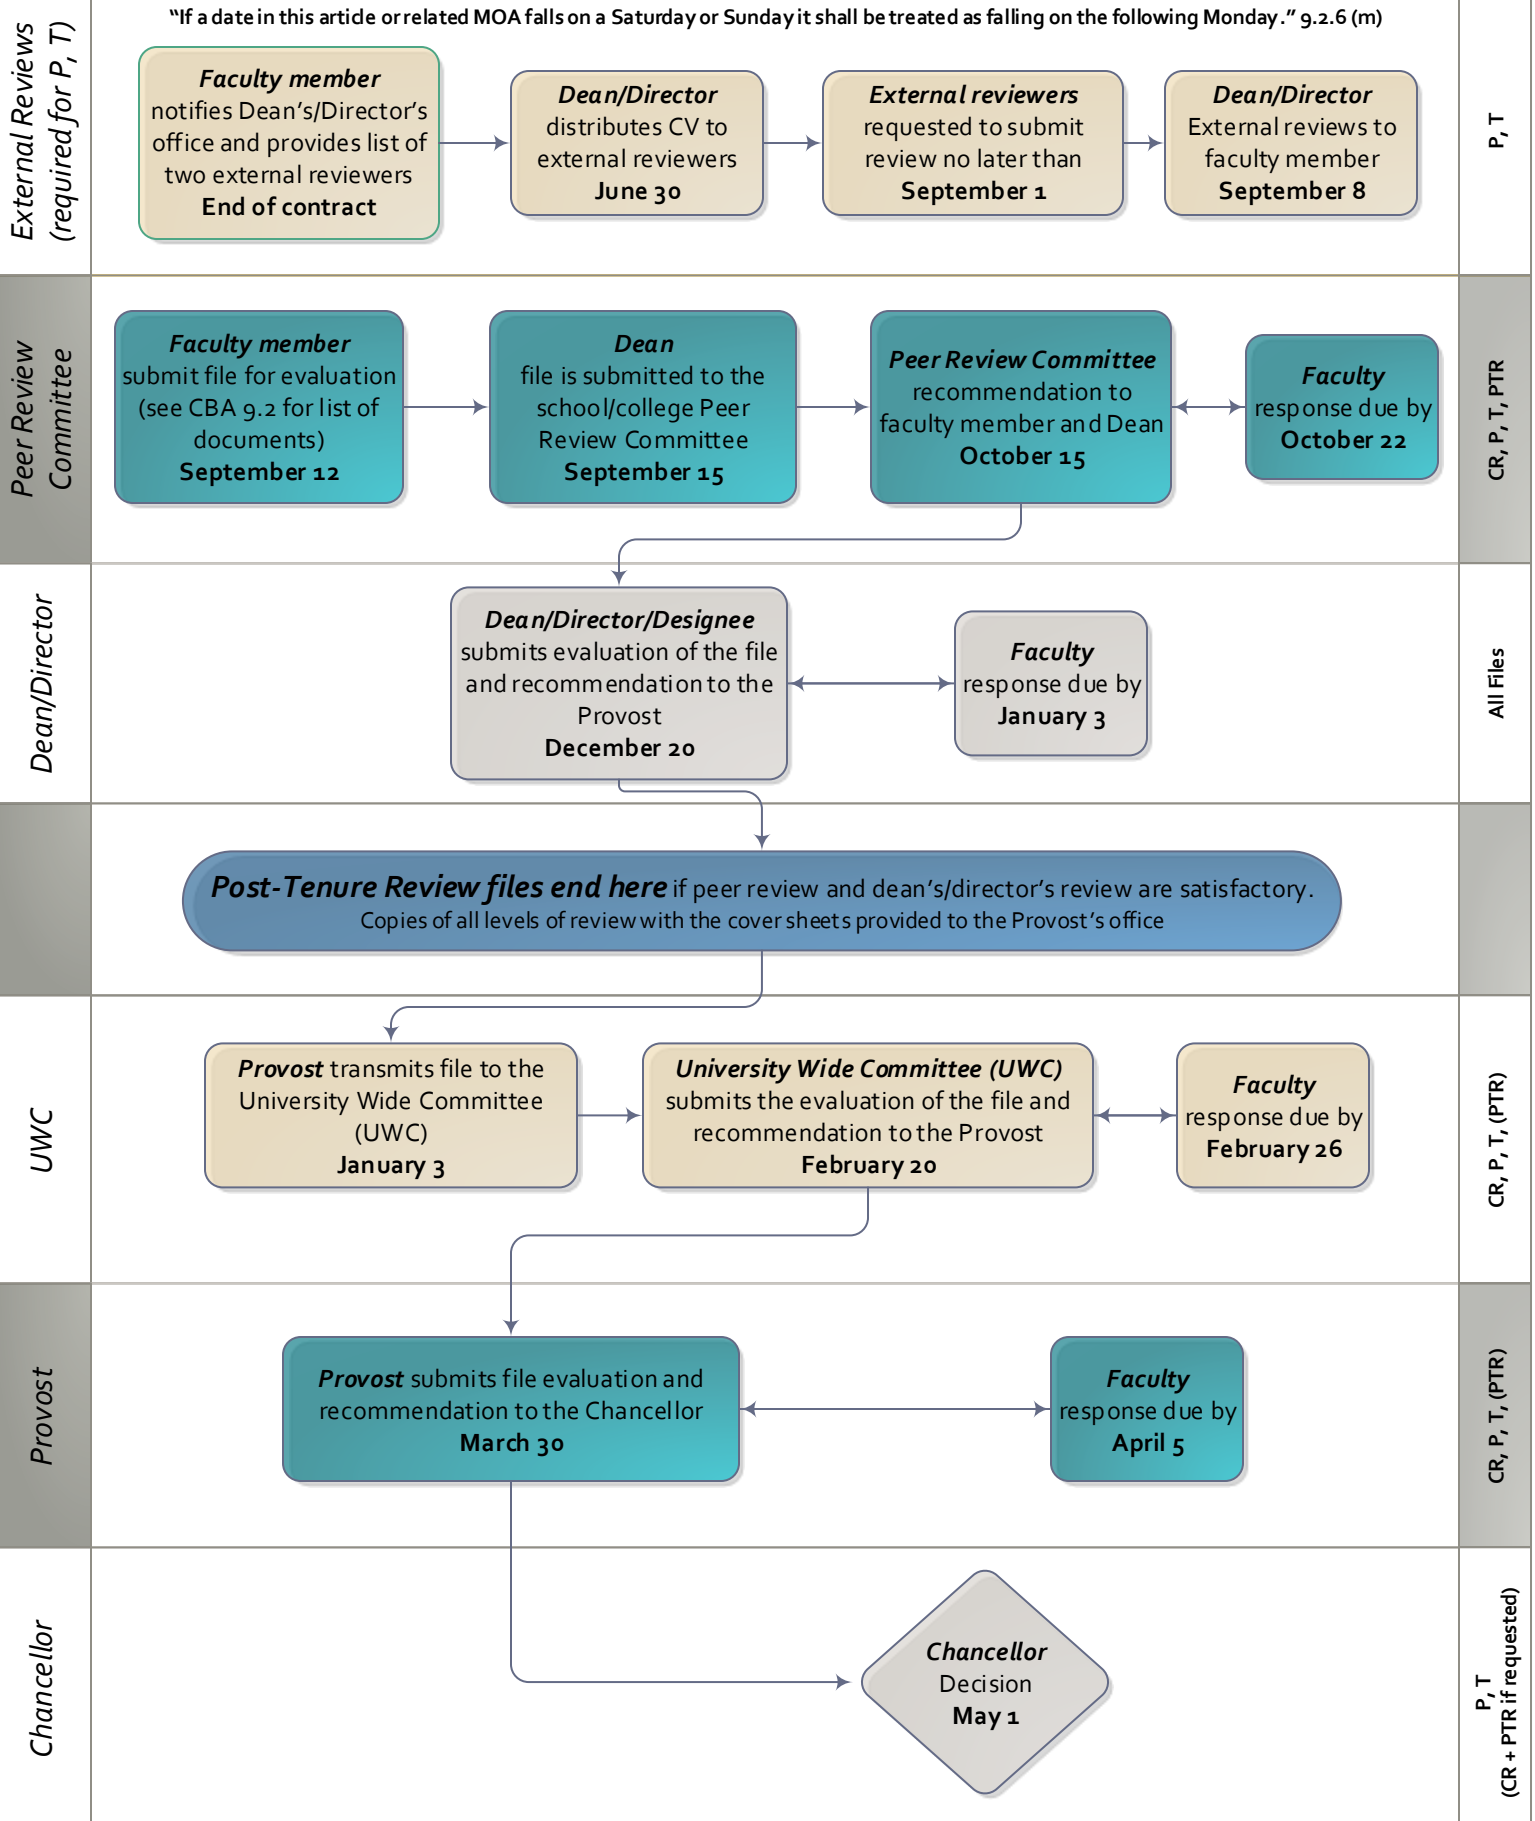 "If a date in this article or related MOA falls on a Saturday or Sunday it shall be treated as falling on the following Monday." 9.2.6 (m)
External Reviews
(required for P, T)
Faculty member
notifies Dean's/Director's
office and provides list of
two external reviewers
End of contract
Dean/Director
distributes CV to
external reviewers
June 30
External reviewers
requested to submit
review no later than
September 1
Dean/Director
External reviews to
faculty member
September 8
P, T
Peer Review
Committee
Faculty member
submit file for evaluation
(see CBA 9.2 for list of
documents)
September 12
Dean
file is submitted to the
school/college Peer
Review Committee
September 15
Peer Review Committee
recommendation to
faculty member and Dean
October 15
Faculty
response due by
October 22
CR, P, T, PTR
Dean/Director
Dean/Director/Designee
submits evaluation of the file
and recommendation to the
Provost
December 20
Faculty
response due by
January 3
All Files
Post-Tenure Review files end here if peer review and dean's/director's review are satisfactory.
Copies of all levels of review with the cover sheets provided to the Provost's office
UWC
Provost transmits file to the
University Wide Committee
(UWC)
January 3
University Wide Committee (UWC)
submits the evaluation of the file and
recommendation to the Provost
February 20
Faculty
response due by
February 26
CR, P, T, (PTR)
Provost
Provost submits file evaluation and
recommendation to the Chancellor
March 30
Faculty
response due by
April 5
CR, P, T, (PTR)
Chancellor
Chancellor
Decision
May 1
P, T
(CR + PTR if requested)